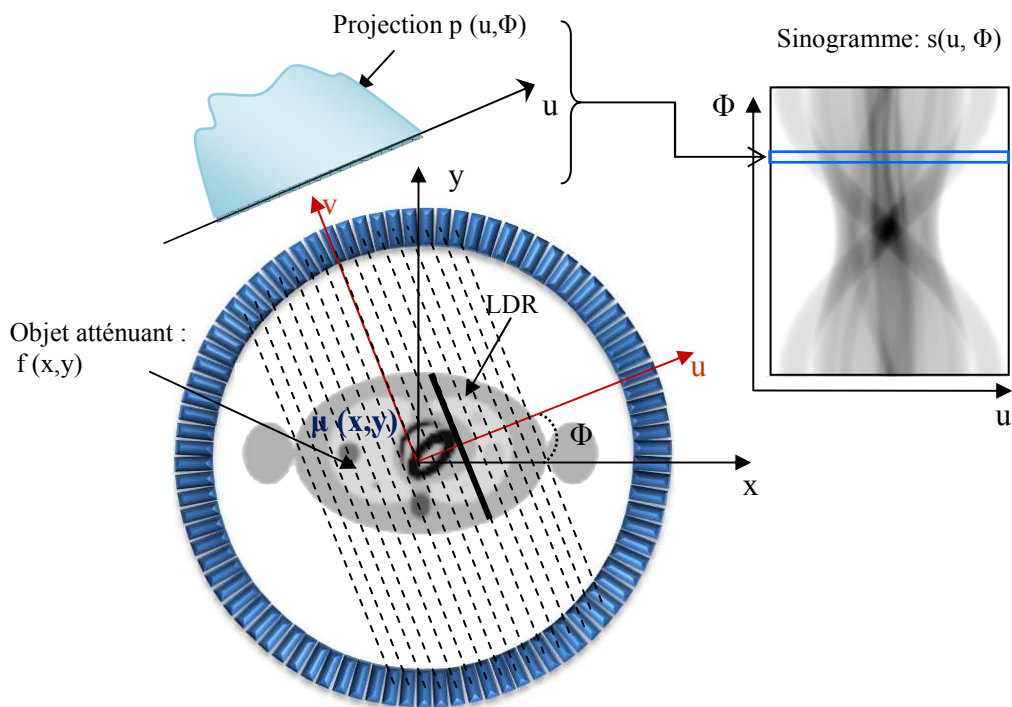 Projection p (u,Φ)
u
Sinogramme: s(u, Φ)
Φ
u
y
v
LDR
Objet atténuant :
f (x,y)
u
μ (x,y)
Φ
x